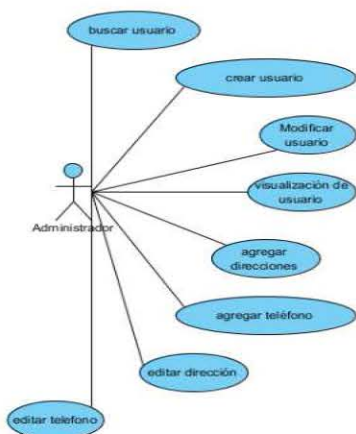 buscar usuario
crear usuario
Modificar
usuario
visualización de
usuario
Administrador
agregar
direcciones
agregar teléfono
editar dirección
editar telefono